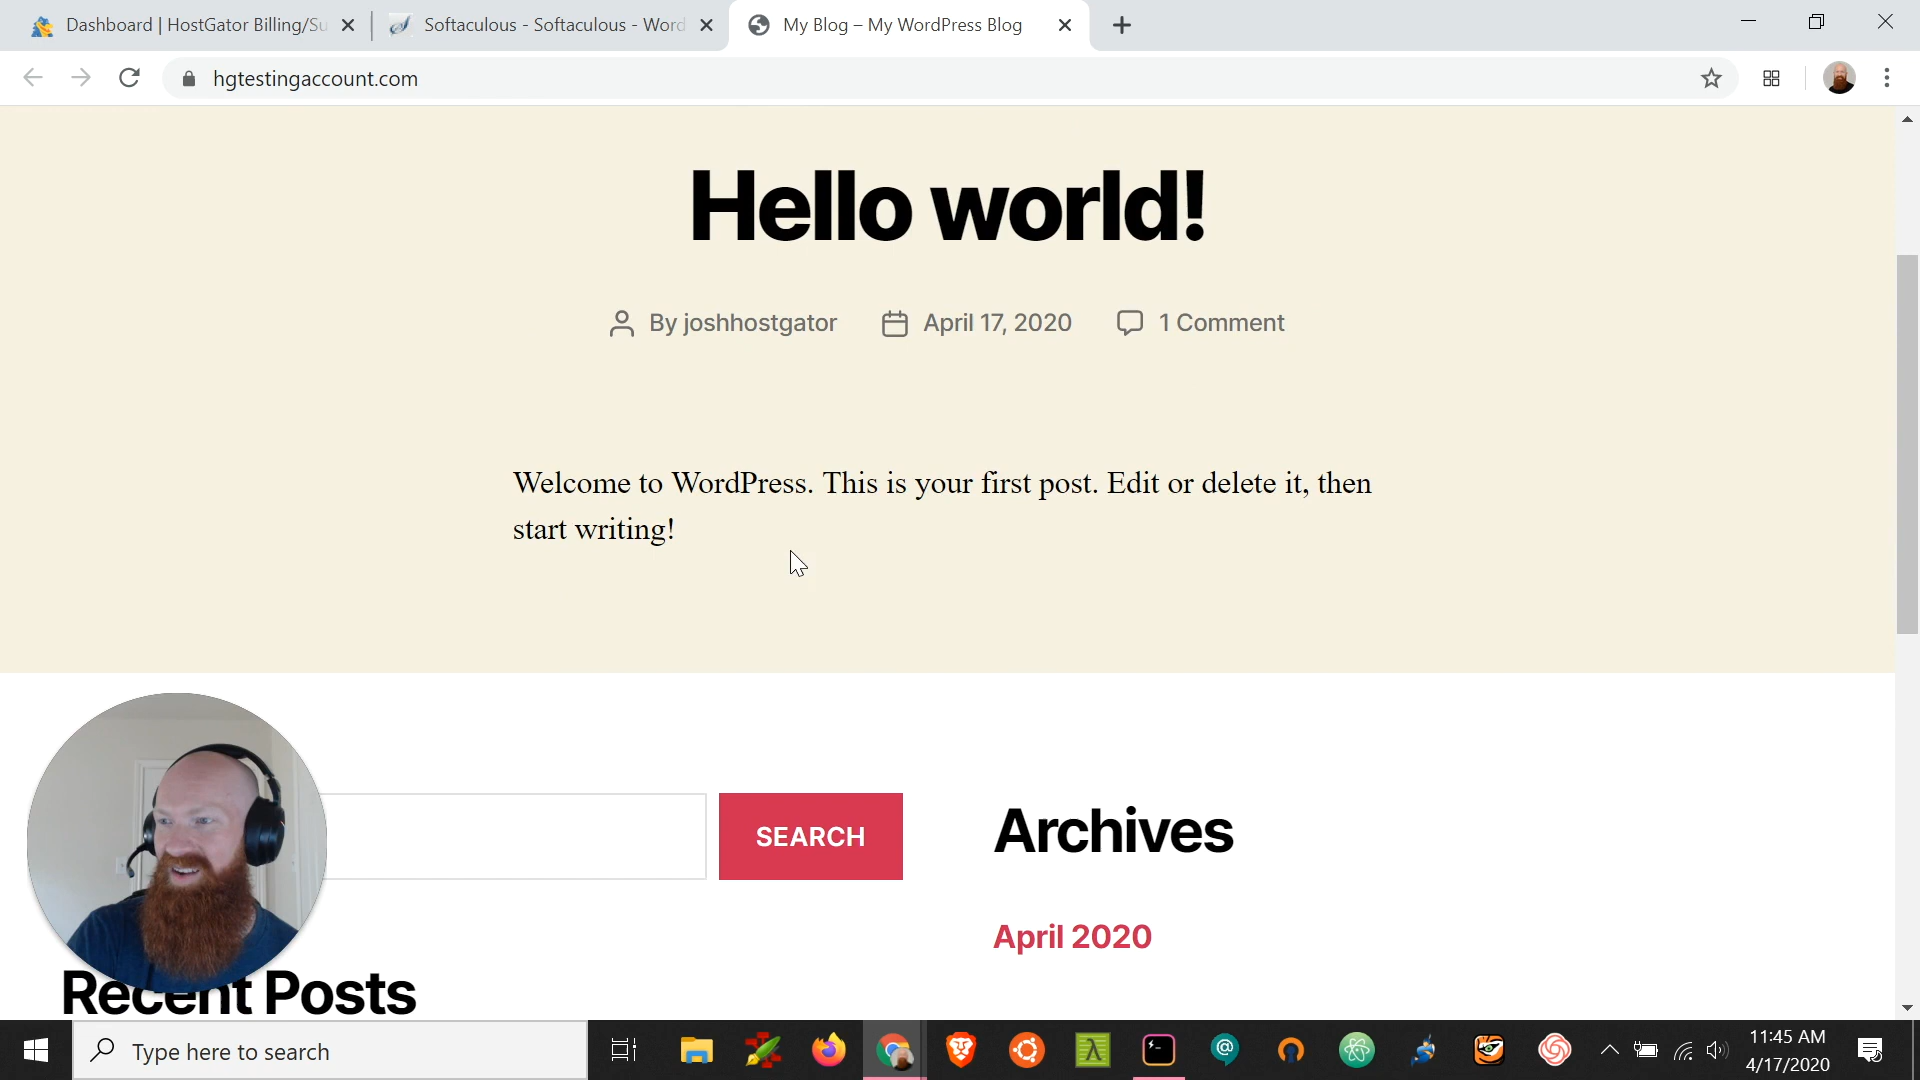 Dashboard | HostGator Billing/Su
Softaculous - Softaculous - Word
My Blog – My WordPress Blog
hgtestingaccount.com
Hello world!
By joshhostgator
April 17, 2020
1 Comment
Welcome to WordPress. This is your first post. Edit or delete it, then
start writing!
SEARCH
Archives
April 2020
Recent Posts
Type here to search
11:45 AM
4/17/2020